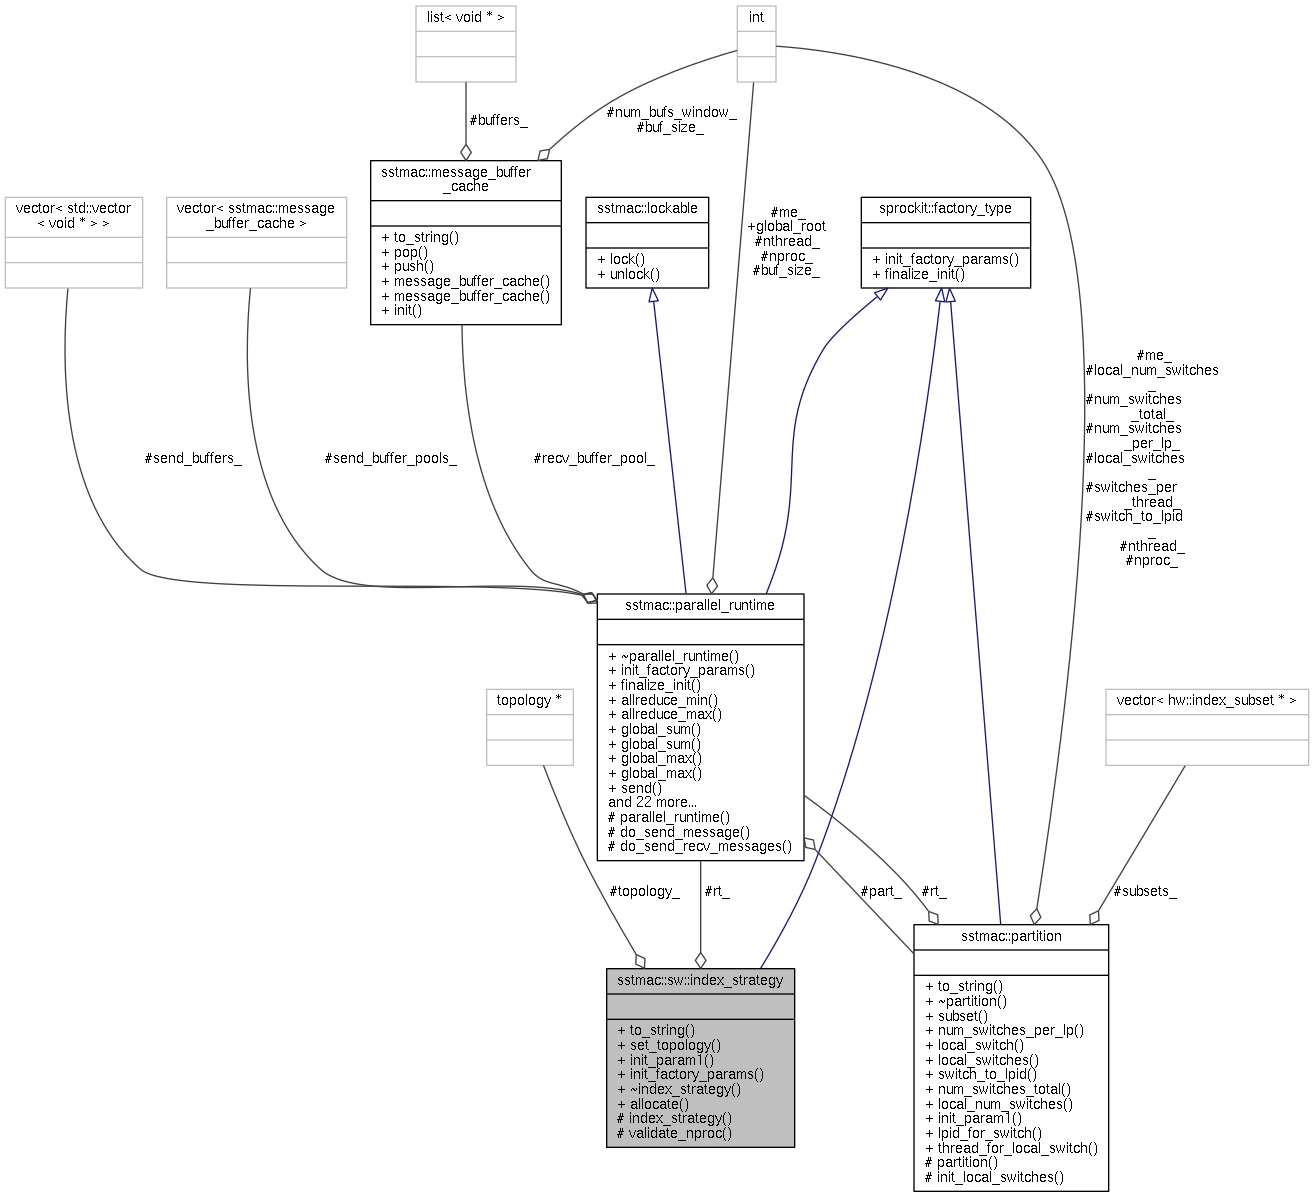 list< void * >
int
#buffers_
#num_bufs_window_
#buf_size_
sstmac::message_buffer
_cache
+ to_string()
+ pop()
+ push()
+ message_buffer_cache()
+ message_buffer_cache()
+ init()
vector< std::vector
< void * > >
vector< sstmac::message
_buffer_cache >
sstmac::lockable
+ lock()
+ unlock()
#me_
+global_root
#nthread_
#nproc_
#buf_size_
sprockit::factory_type
+ init_factory_params()
+ finalize_init()
#me_
#local_num_switches
_
#num_switches
_total_
#num_switches
_per_lp_
#local_switches
_
#switches_per
_thread_
#switch_to_lpid
_
#nthread_
#nproc_
#send_buffers_
#send_buffer_pools_
#recv_buffer_pool_
sstmac::parallel_runtime
+ ~parallel_runtime()
+ init_factory_params()
+ finalize_init()
+ allreduce_min()
+ allreduce_max()
+ global_sum()
+ global_sum()
+ global_max()
+ global_max()
+ send()
and 22 more...
# parallel_runtime()
# do_send_message()
# do_send_recv_messages()
topology *
vector< hw::index_subset * >
#topology_
#rt_
#part_
#rt_
#subsets_
sstmac::sw::index_strategy
+ to_string()
+ set_topology()
+ init_param1()
+ init_factory_params()
+ ~index_strategy()
+ allocate()
# index_strategy()
# validate_nproc()
sstmac::partition
+ to_string()
+ ~partition()
+ subset()
+ num_switches_per_lp()
+ local_switch()
+ local_switches()
+ switch_to_lpid()
+ num_switches_total()
+ local_num_switches()
+ init_param1()
+ lpid_for_switch()
+ thread_for_local_switch()
# partition()
# init_local_switches()